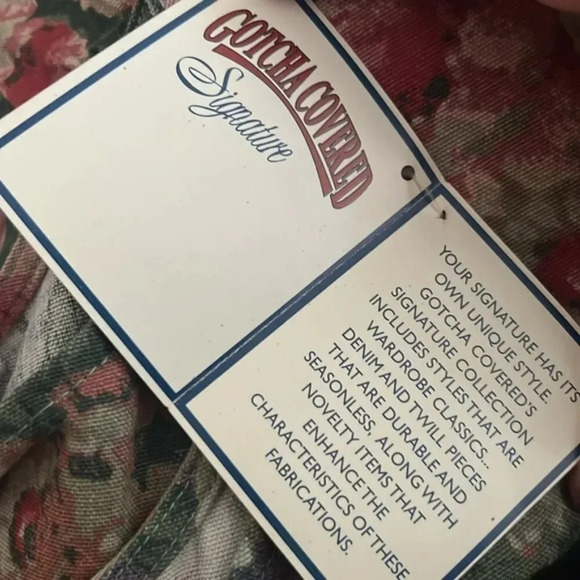 GOTCHA COVERED
Signature
YOUR SIGNATURE HAS ITS
OWN UNIQUE STYLE
GOTCHA COVERED'S
SIGNATURE COLLECTION
INCLUDES STYLES THAT ARE
WARDROBE CLASSICS...
DENIM AND TWILL PIECES
THAT ARE DURABLE AND
SEASONLESS, ALONG WITH
NOVELTY ITEMS THAT
ENHANCE THE
CHARACTERISTICS OF THESE
FABRICATIONS.